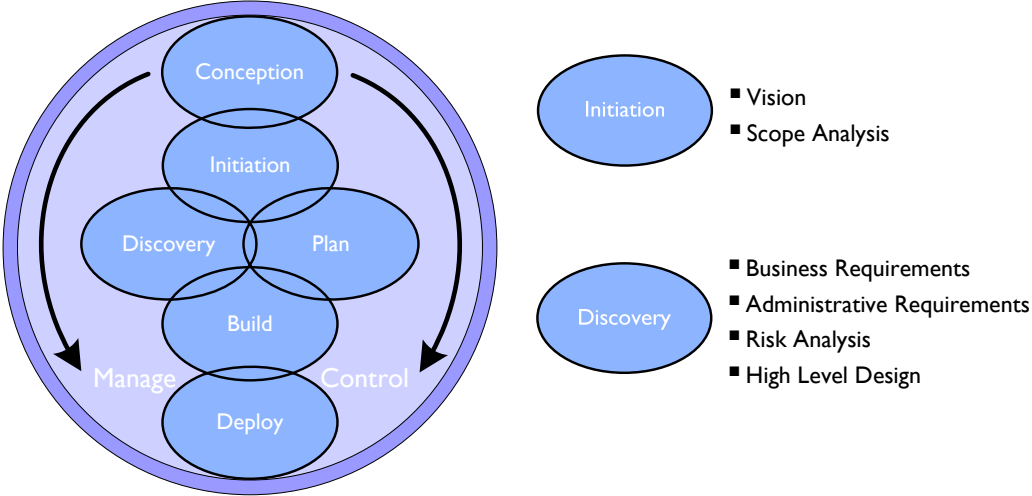 Conception
Initiation
Discovery
Plan
Build
Manage
Control
Deploy
Initiation
▪ Vision
▪ Scope Analysis
Discovery
▪ Business Requirements
▪ Administrative Requirements
▪ Risk Analysis
▪ High Level Design